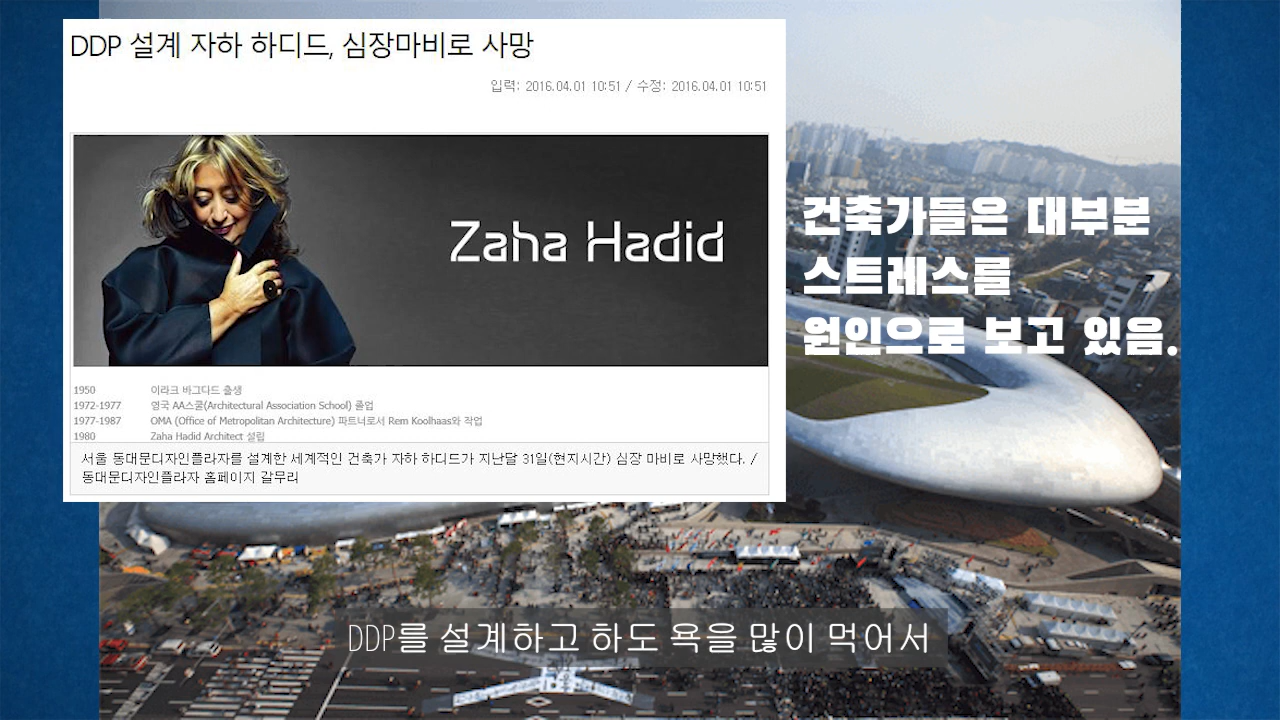 DDP 설계 자하 하디드, 심장마비로 사망
입력: 2016.04.01 10:51 / 수정: 2016.04.01 10:51
Zaha Hadid
1950 이라크 바그다드 출생
1972-1977 영국 AA스쿨(Architectural Association School) 졸업
1977-1987 OMA (Office of Metropolitan Architecture) 파트너로서 Rem Koolhaas와 작업
1980 Zaha Hadid Architect 설립
서울 동대문디자인플라자를 설계한 세계적인 건축가 자하 하디드가 지난달 31일(현지시간) 심장 마비로 사망했다. /
동대문디자인플라자 홈페이지 갈무리
건축가들은 대부분
스트레스를
원인으로 보고 있음.
DDP를 설계하고 하도 욕을 많이 먹어서